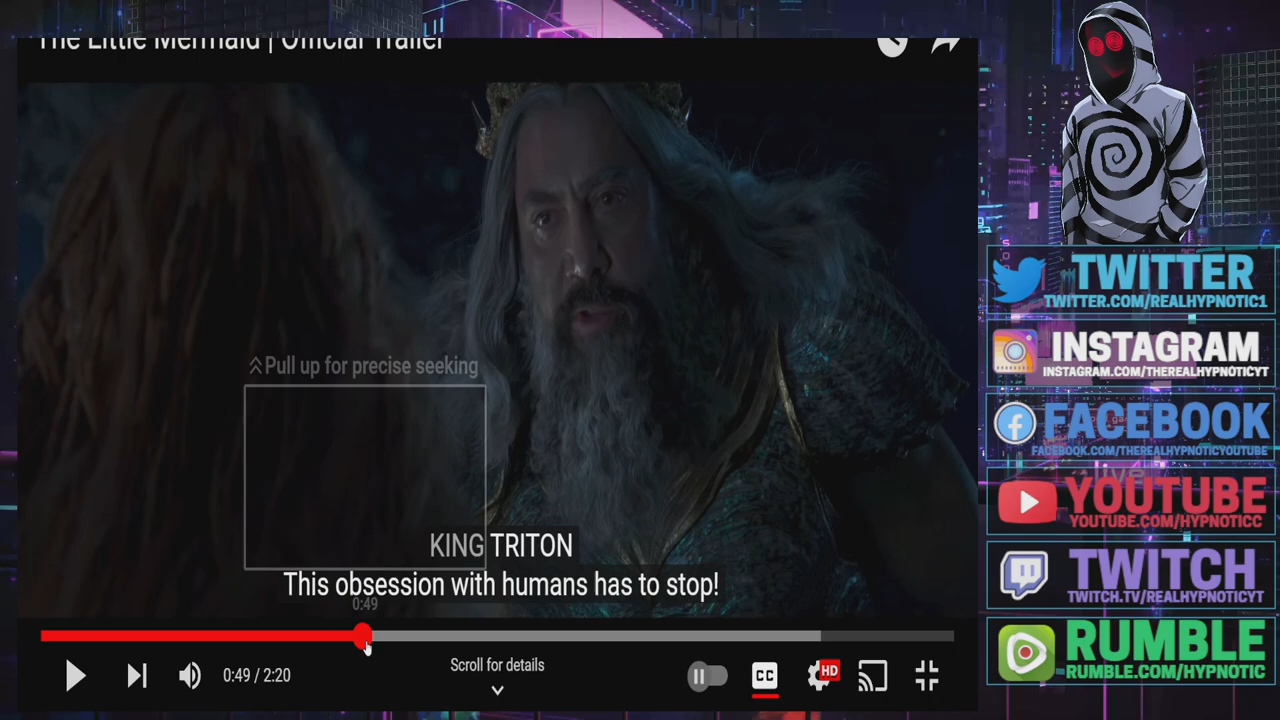 The Little Mermaid | Official Trailer
Pull up for precise seeking
KING TRITON
This obsession with humans has to stop!
0:49
0:49 / 2:20
Scroll for details
CC
HD
TWITTER
TWITTER.COM/REALHYPNOTIC1
INSTAGRAM
INSTAGRAM.COM/THEREALHYPNOTICYT
FACEBOOK
FACEBOOK.COM/THEREALHYPNOTICYOUTUBE
live
YOUTUBE
YOUTUBE.COM/HYPNOTICC
TWITCH
TWITCH.TV/REALHYPNOTICYT
RUMBLE
RUMBLE.COM/HYPNOTIC